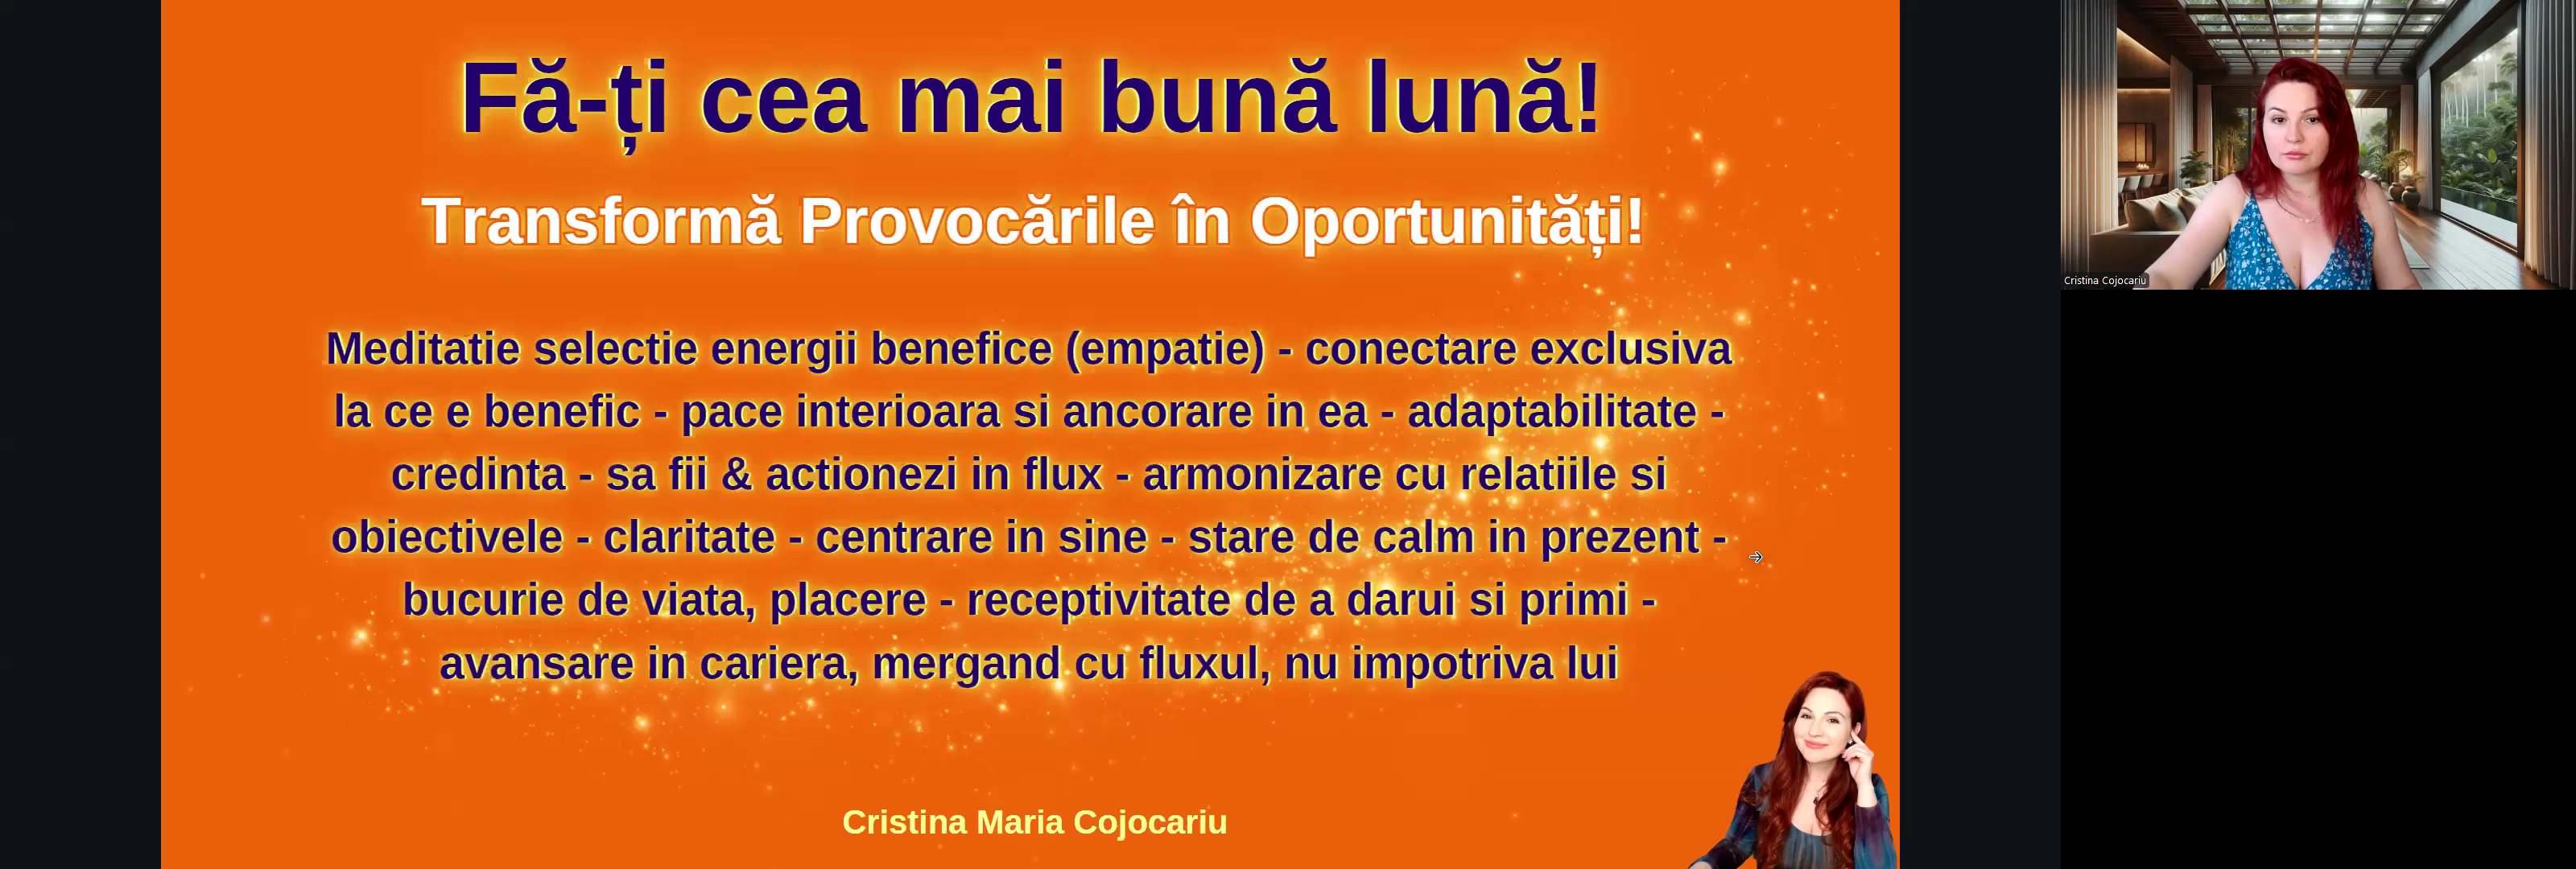 Fă-ți cea mai bună lună!
Transformă Provocările în Oportunități!
Meditatie selectie energii benefice (empatie) - conectare exclusiva
la ce e benefic - pace interioara si ancorare in ea - adaptabilitate -
credinta - sa fii & actionezi in flux - armonizare cu relatiile si
obiectivele - claritate - centrare in sine - stare de calm in prezent -
bucurie de viata, placere - receptivitate de a darui si primi -
avansare in cariera, mergand cu fluxul, nu impotriva lui
Cristina Maria Cojocariu
Cristina Cojocariu